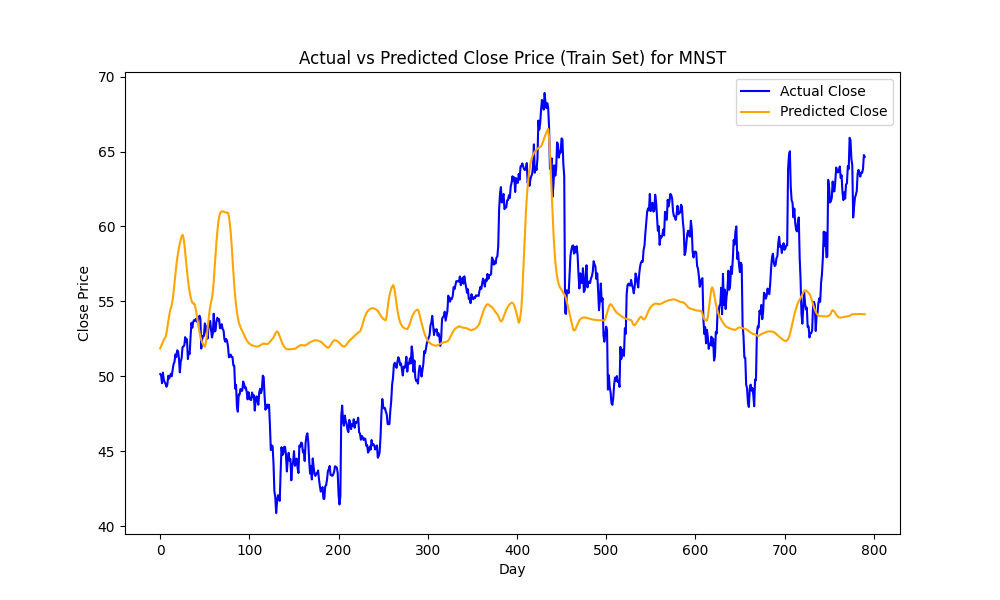 Actual vs Predicted Close Price (Train Set) for MNST
70
65
60
55
50
45
40
Close Price
Actual Close
Predicted Close
0 100 200 300 400 500 600 700 800
Day